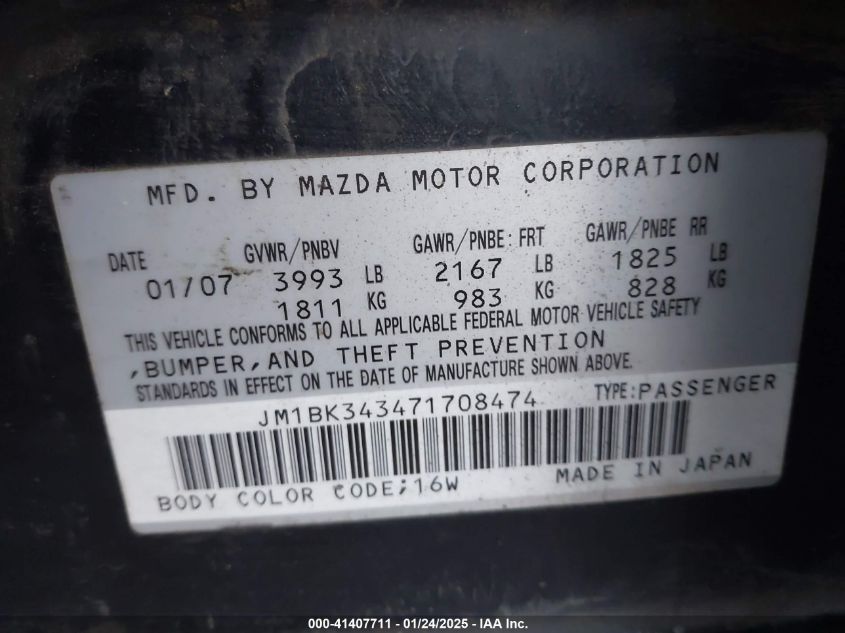 MFD. BY MAZDA MOTOR CORPORATION
DATE GVWR/PNBV GAWR/PNBE: FRT GAWR/PNBE RR
01/07 3993 LB 2167 LB 1825 LB
1811 KG 983 KG 828 KG
THIS VEHICLE CONFORMS TO ALL APPLICABLE FEDERAL MOTOR VEHICLE SAFETY
,BUMPER,AND THEFT PREVENTION
STANDARDS IN EFFECT ON THE DATE OF MANUFACTURE SHOWN ABOVE.
JM1BK343471708474 TYPE:PASSENGER
BODY COLOR CODE;16W MADE IN JAPAN
000-41407711 - 01/24/2025 - IAA Inc.